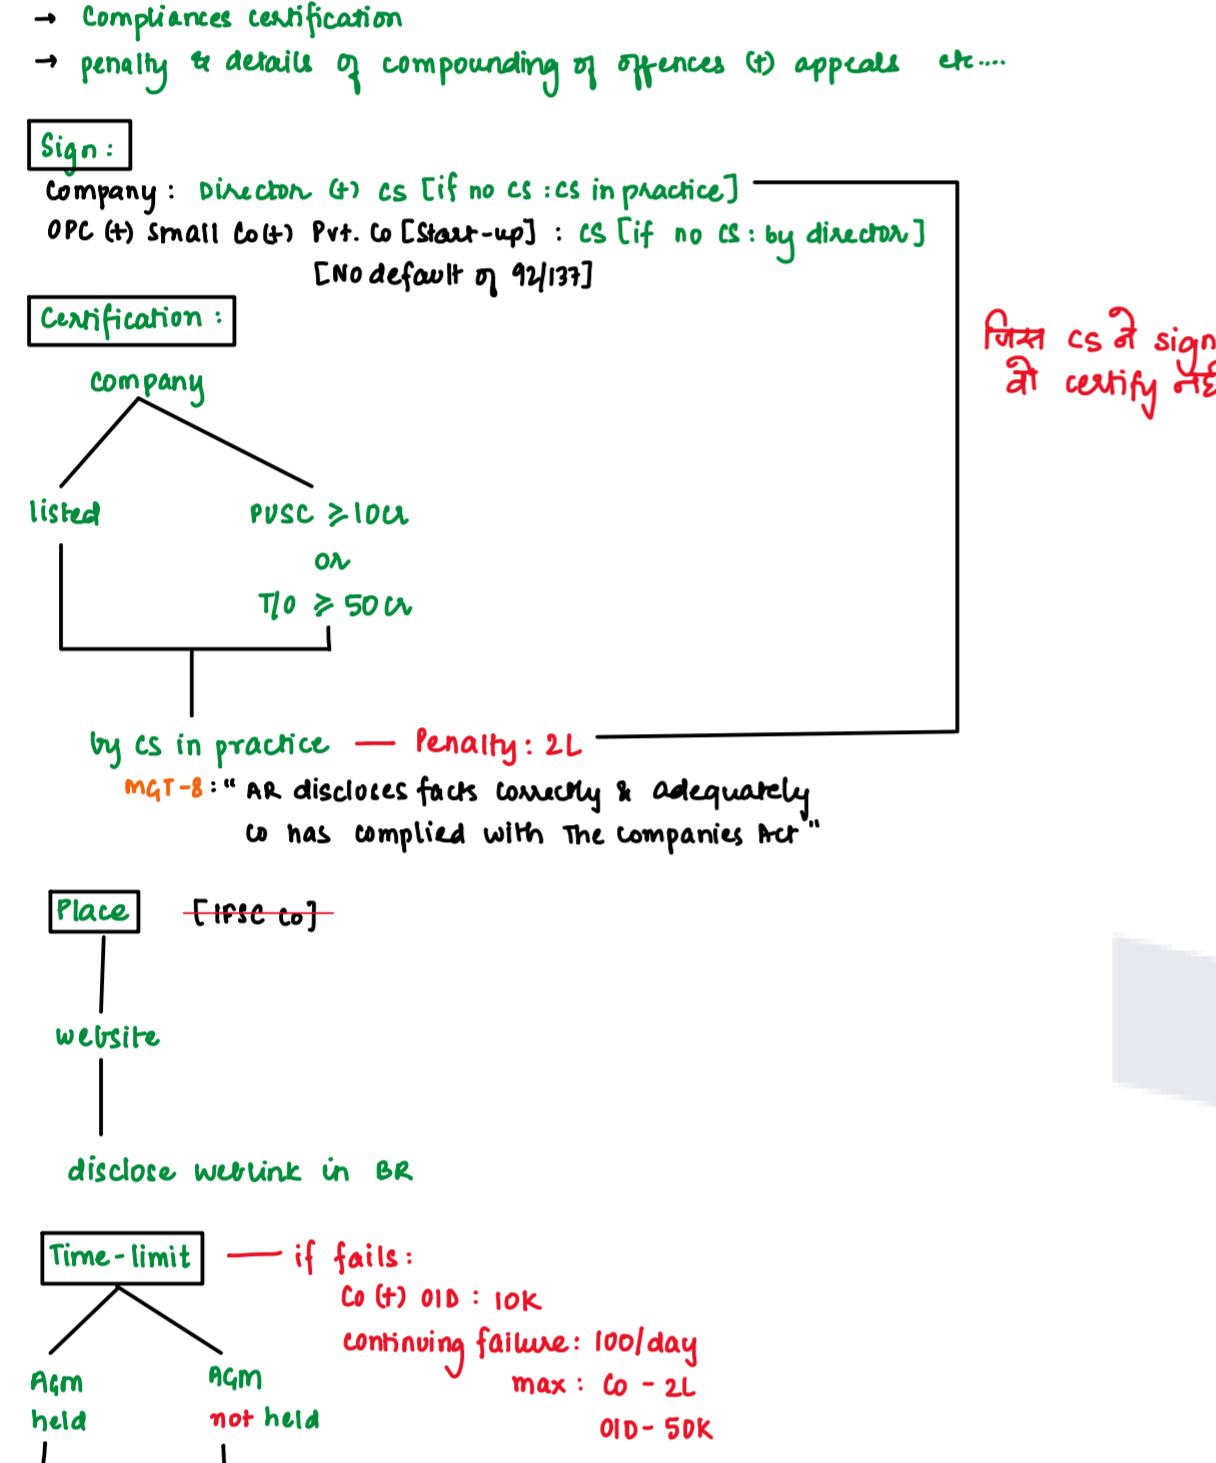 → Compliances certification
→ penalty & details of compounding of offences (+) appeals etc....
Sign :
Company : Director (+) CS [if no CS : CS in practice]
OPC (+) Small Co (+) Pvt. Co [Start-up] : CS [if no CS : by director]
[No default of 92/137]
Certification :
जिस CS ने sign
वो certify
company
listed
PUSC ⩾ 10 Cr
or
T/O ⩾ 50 Cr
by CS in practice — Penalty : 2L
MGT-8 : " AR discloses facts correctly & adequately
Co has complied with The Companies Act "
Place [IFSC Co]
website
disclose weblink in BR
Time-limit — if fails :
Co (+) OID : 10K
continuing failure : 100/day
max : Co - 2L
OID - 50K
AGM held
AGM not held